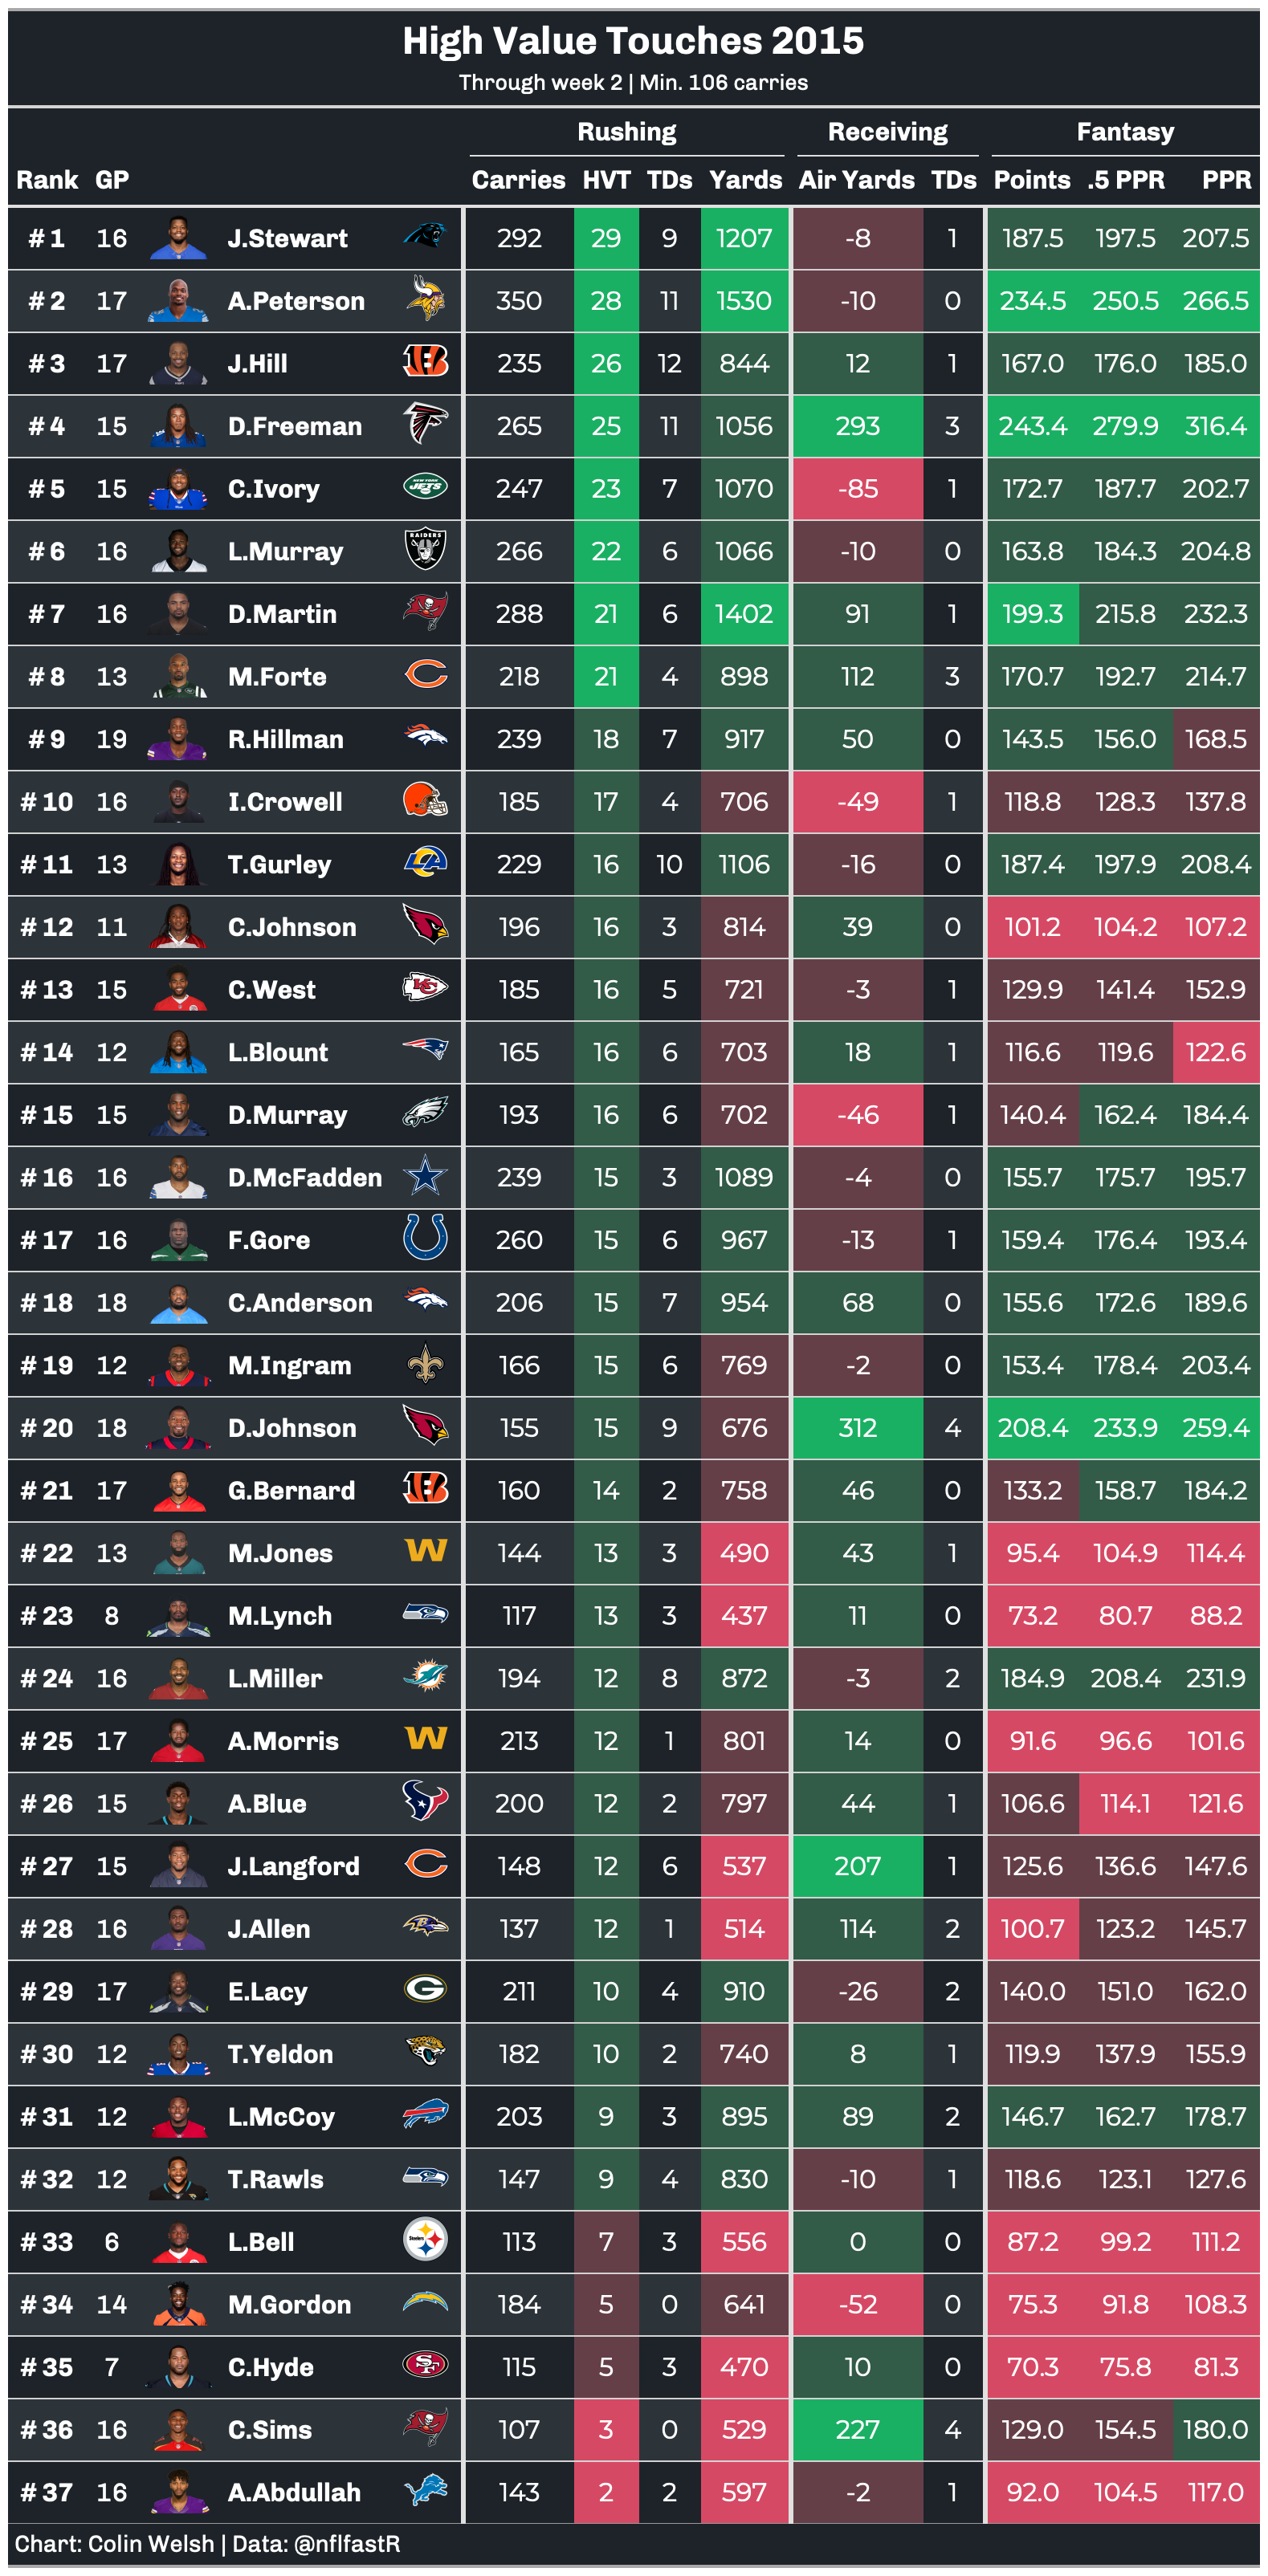 High Value Touches 2015
Through week 2 | Min. 106 carries
Rushing Receiving Fantasy
Rank GP Carries HVT TDs Yards Air Yards TDs Points .5 PPR PPR
# 1 16 J.Stewart 292 29 9 1207 -8 1 187.5 197.5 207.5
# 2 17 A.Peterson 350 28 11 1530 -10 0 234.5 250.5 266.5
# 3 17 J.Hill 235 26 12 844 12 1 167.0 176.0 185.0
# 4 15 D.Freeman 265 25 11 1056 293 3 243.4 279.9 316.4
# 5 15 C.Ivory NEW YORK JETS 247 23 7 1070 -85 1 172.7 187.7 202.7
# 6 16 L.Murray RAIDERS 266 22 6 1066 -10 0 163.8 184.3 204.8
# 7 16 D.Martin 288 21 6 1402 91 1 199.3 215.8 232.3
# 8 13 M.Forte 218 21 4 898 112 3 170.7 192.7 214.7
# 9 19 R.Hillman 239 18 7 917 50 0 143.5 156.0 168.5
# 10 16 I.Crowell 185 17 4 706 -49 1 118.8 128.3 137.8
# 11 13 T.Gurley 229 16 10 1106 -16 0 187.4 197.9 208.4
# 12 11 C.Johnson 196 16 3 814 39 0 101.2 104.2 107.2
# 13 15 C.West KC 185 16 5 721 -3 1 129.9 141.4 152.9
# 14 12 L.Blount 165 16 6 703 18 1 116.6 119.6 122.6
# 15 15 D.Murray 193 16 6 702 -46 1 140.4 162.4 184.4
# 16 16 D.McFadden 239 15 3 1089 -4 0 155.7 175.7 195.7
# 17 16 F.Gore 260 15 6 967 -13 1 159.4 176.4 193.4
# 18 18 C.Anderson 206 15 7 954 68 0 155.6 172.6 189.6
# 19 12 M.Ingram 166 15 6 769 -2 0 153.4 178.4 203.4
# 20 18 D.Johnson 155 15 9 676 312 4 208.4 233.9 259.4
# 21 17 G.Bernard 160 14 2 758 46 0 133.2 158.7 184.2
# 22 13 M.Jones W 144 13 3 490 43 1 95.4 104.9 114.4
# 23 8 M.Lynch 117 13 3 437 11 0 73.2 80.7 88.2
# 24 16 L.Miller 194 12 8 872 -3 2 184.9 208.4 231.9
# 25 17 A.Morris W 213 12 1 801 14 0 91.6 96.6 101.6
# 26 15 A.Blue 200 12 2 797 44 1 106.6 114.1 121.6
# 27 15 J.Langford 148 12 6 537 207 1 125.6 136.6 147.6
# 28 16 J.Allen 137 12 1 514 114 2 100.7 123.2 145.7
# 29 17 E.Lacy G 211 10 4 910 -26 2 140.0 151.0 162.0
# 30 12 T.Yeldon 182 10 2 740 8 1 119.9 137.9 155.9
# 31 12 L.McCoy 203 9 3 895 89 2 146.7 162.7 178.7
# 32 12 T.Rawls 147 9 4 830 -10 1 118.6 123.1 127.6
# 33 6 L.Bell Steelers 113 7 3 556 0 0 87.2 99.2 111.2
# 34 14 M.Gordon 184 5 0 641 -52 0 75.3 91.8 108.3
# 35 7 C.Hyde SF 115 5 3 470 10 0 70.3 75.8 81.3
# 36 16 C.Sims 107 3 0 529 227 4 129.0 154.5 180.0
# 37 16 A.Abdullah 143 2 2 597 -2 1 92.0 104.5 117.0
Chart: Colin Welsh | Data: @nflfastR